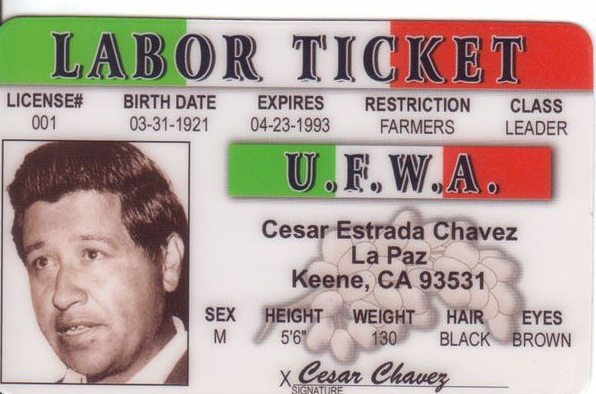 LABOR TICKET
LICENSE# BIRTH DATE EXPIRES RESTRICTION CLASS
001 03-31-1921 04-23-1993 FARMERS LEADER
U.F.W.A.
Cesar Estrada Chavez
La Paz
Keene, CA 93531
SEX HEIGHT WEIGHT HAIR EYES
M 5'6" 130 BLACK BROWN
X Cesar Chavez
SIGNATURE